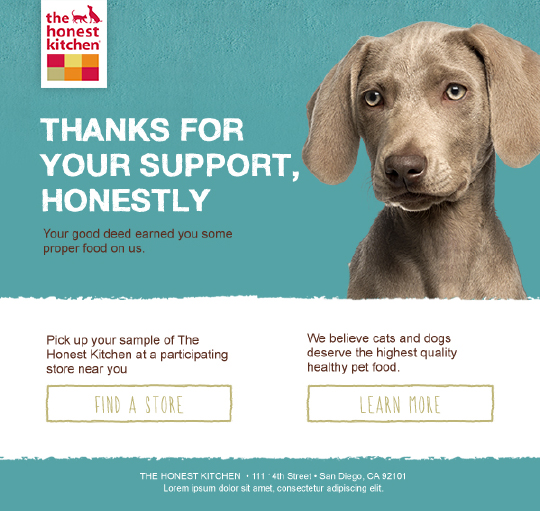 the
honest
kitchen®
THANKS FOR
YOUR SUPPORT,
HONESTLY
Your good deed earned you some
proper food on us.
Pick up your sample of The
Honest Kitchen at a participating
store near you
FIND A STORE
We believe cats and dogs
deserve the highest quality
healthy pet food.
LEARN MORE
THE HONEST KITCHEN • 111 14th Street • San Diego, CA 92101
Lorem ipsum dolor sit amet, consectetur adipiscing elit.